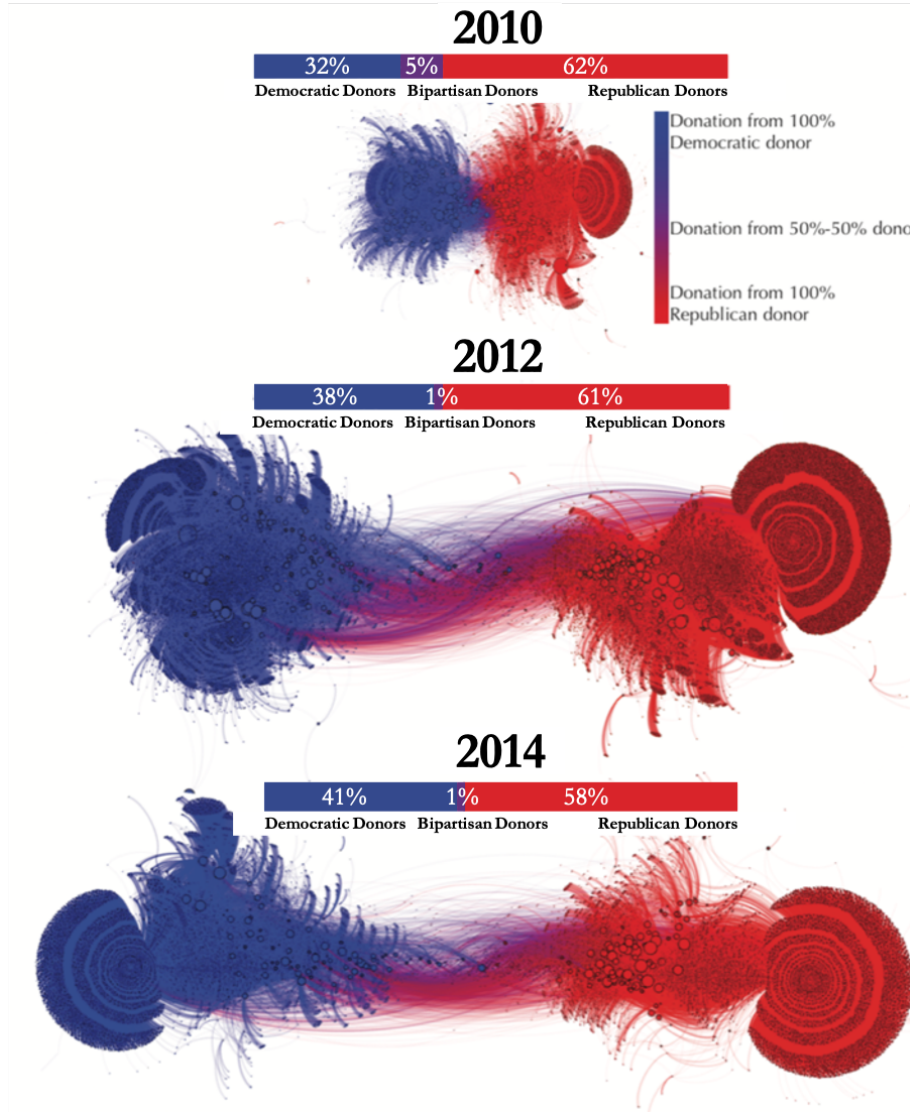 2010
32% 5% 62%
Democratic Donors Bipartisan Donors Republican Donors
Donation from 100%
Democratic donor
Donation from 50%-50% dono
Donation from 100%
Republican donor
2012
38% 1% 61%
Democratic Donors Bipartisan Donors Republican Donors
2014
41% 1% 58%
Democratic Donors Bipartisan Donors Republican Donors